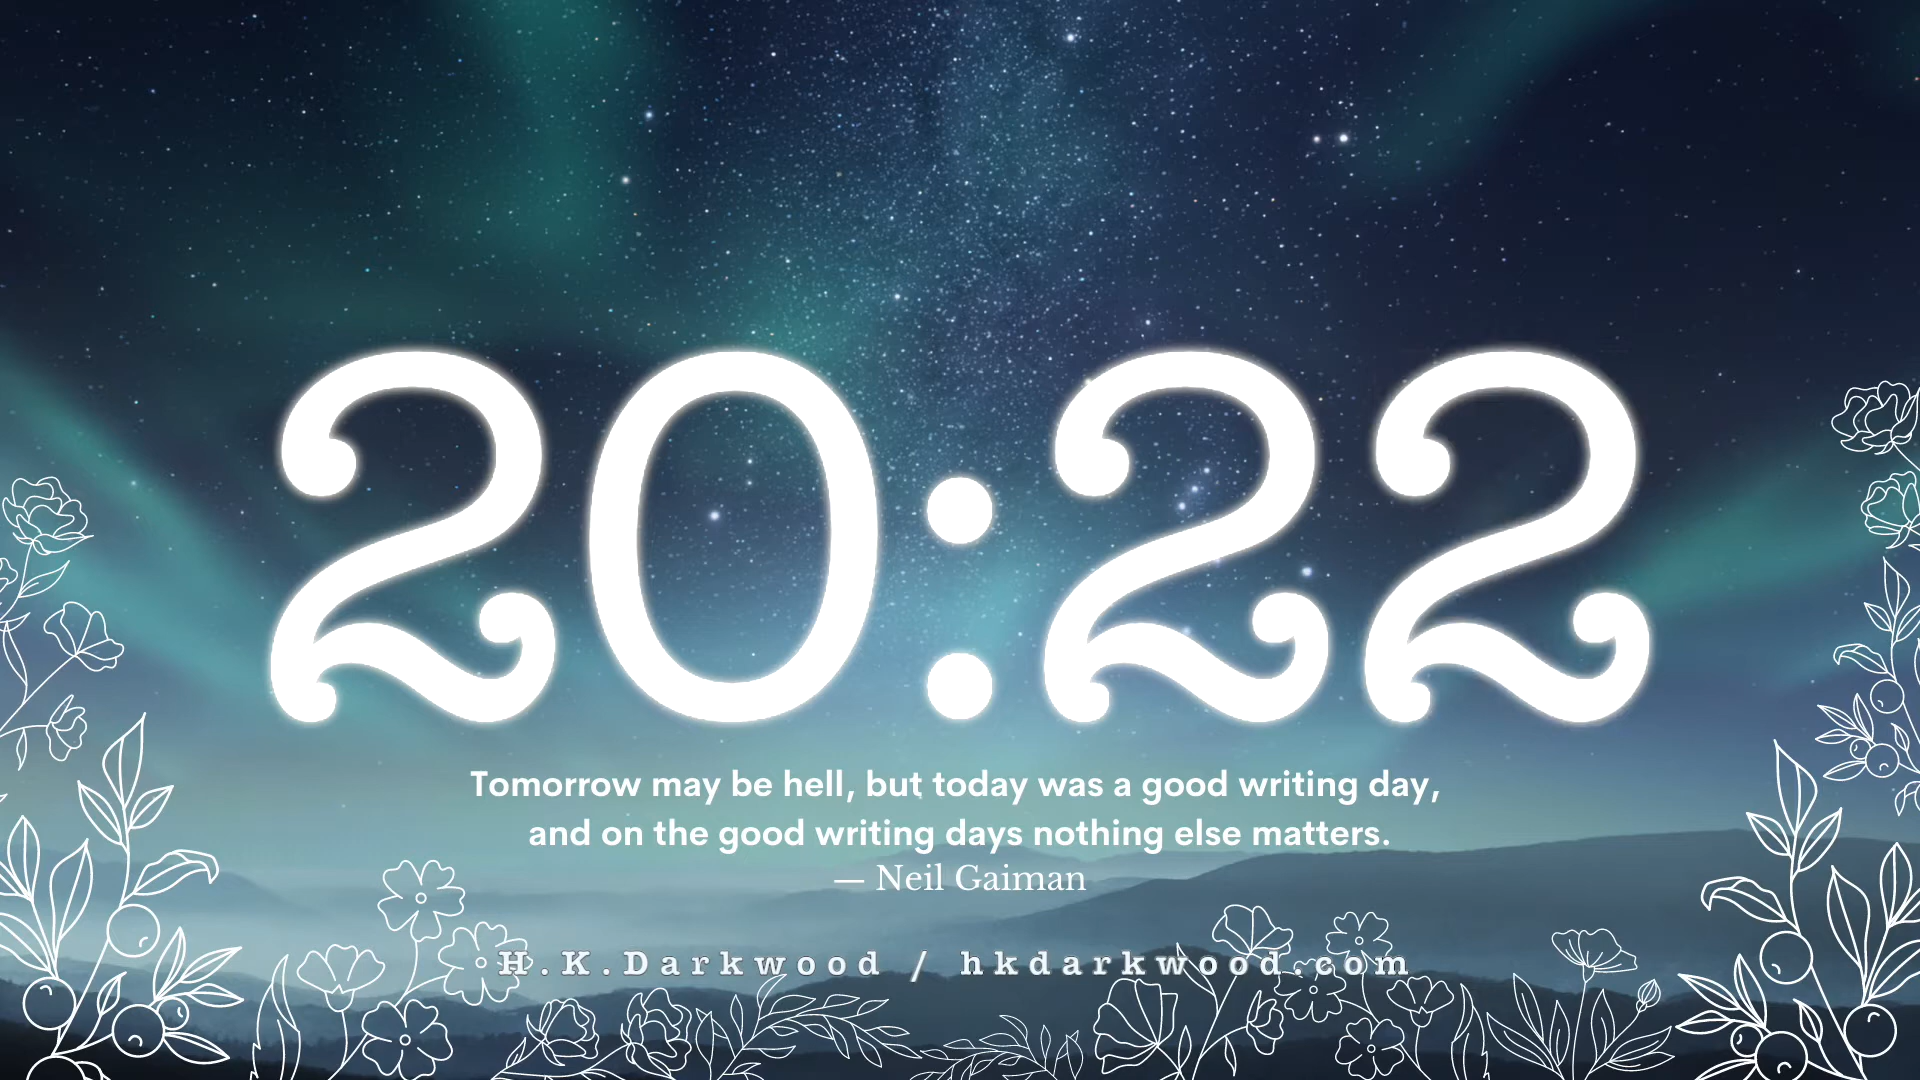 20:22
Tomorrow may be hell, but today was a good writing day,
and on the good writing days nothing else matters.
— Neil Gaiman
H.K.Darkwood / hkdarkwood.com